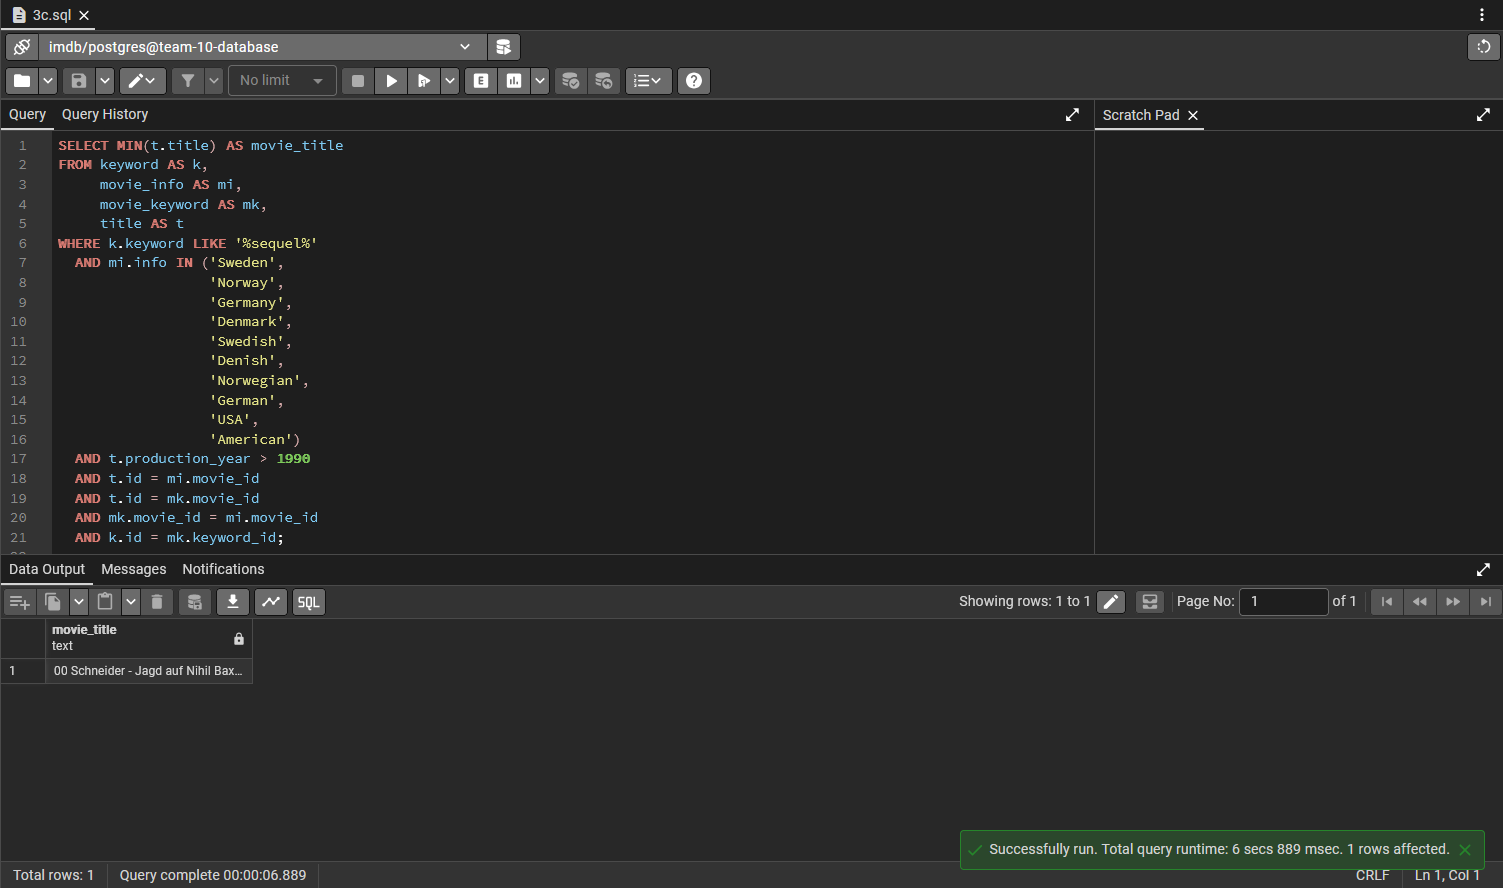 3c.sql
imdb/postgres@team-10-database
No limit
E
Query Query History
Scratch Pad
1 SELECT MIN(t.title) AS movie_title
2 FROM keyword AS k,
3 movie_info AS mi,
4 movie_keyword AS mk,
5 title AS t
6 WHERE k.keyword LIKE '%sequel%'
7 AND mi.info IN ('Sweden',
8 'Norway',
9 'Germany',
10 'Denmark',
11 'Swedish',
12 'Denish',
13 'Norwegian',
14 'German',
15 'USA',
16 'American')
17 AND t.production_year > 1990
18 AND t.id = mi.movie_id
19 AND t.id = mk.movie_id
20 AND mk.movie_id = mi.movie_id
21 AND k.id = mk.keyword_id;
Data Output Messages Notifications
SQL
Showing rows: 1 to 1
Page No: 1 of 1
movie_title
text
1 00 Schneider - Jagd auf Nihil Bax...
Successfully run. Total query runtime: 6 secs 889 msec. 1 rows affected.
Total rows: 1 Query complete 00:00:06.889 CRLF Ln 1, Col 1